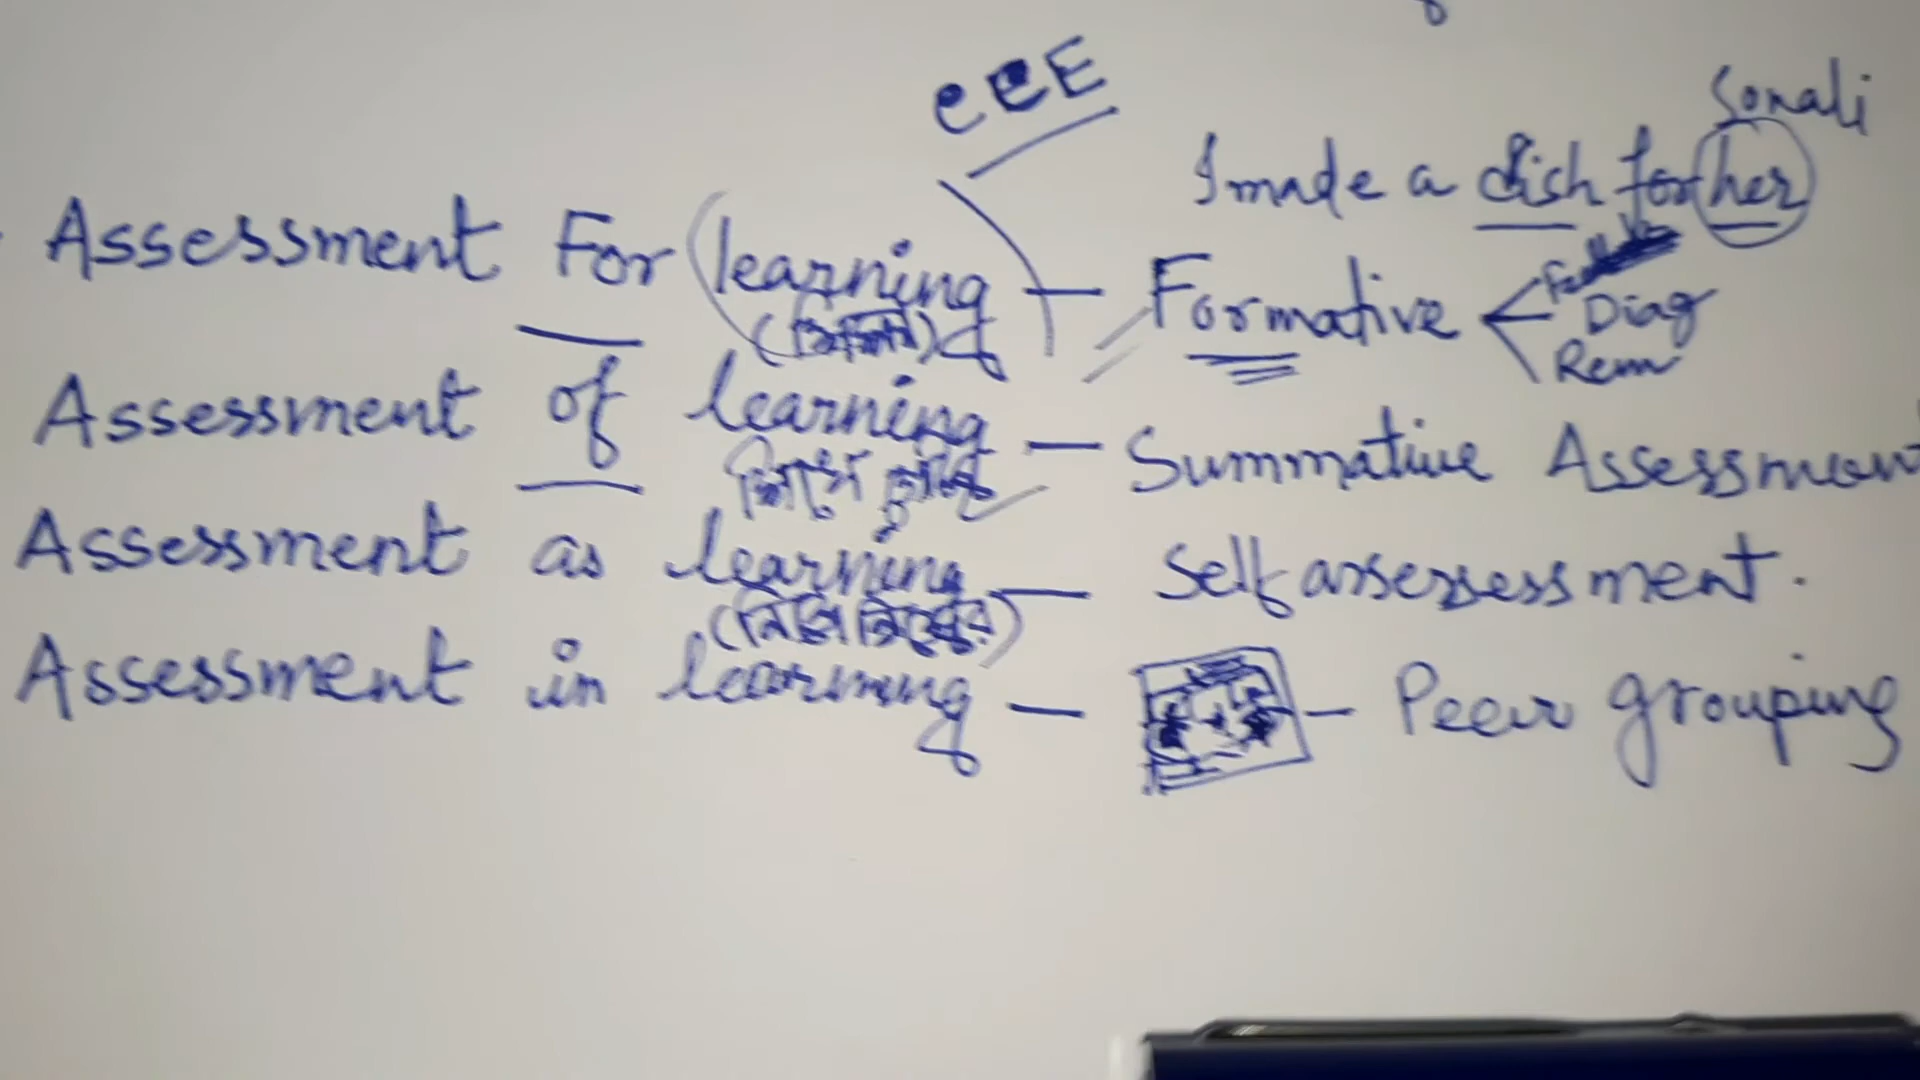 CCE
Sonali
I made a dish for her
Assessment For learning — Formative
Diag
Rem
Assessment of learning — Summative Assessment
Assessment as learning — Self assessessment.
Assessment in learning — — Peer grouping